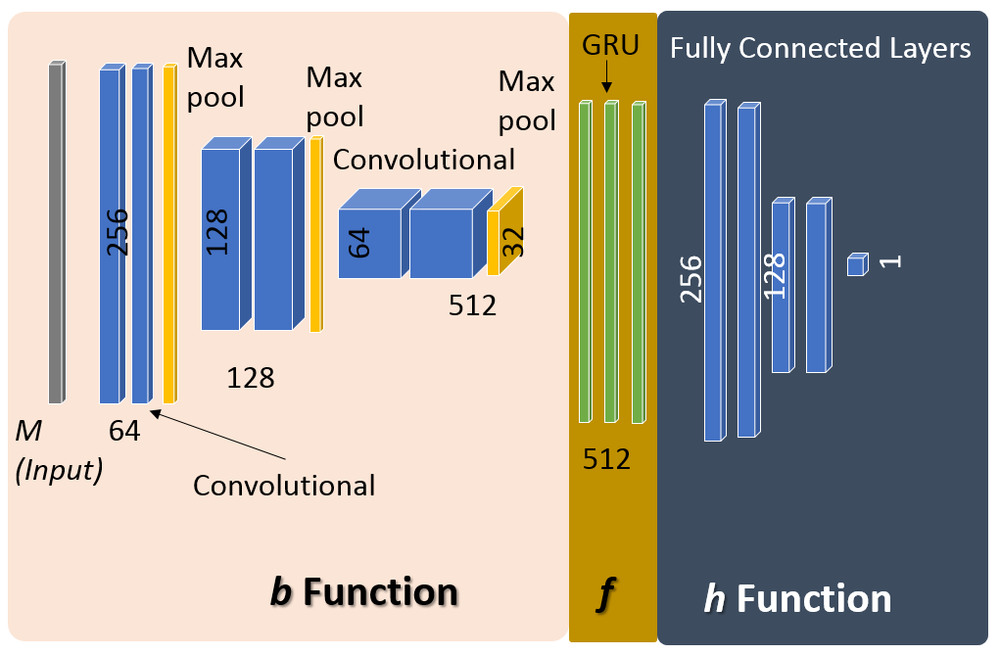 Max
pool
256
M
(Input)
64
Convolutional
Max
pool
128
128
Convolutional
64
Max
pool
32
512
b Function
GRU
512
f
Fully Connected Layers
256
128
1
h Function